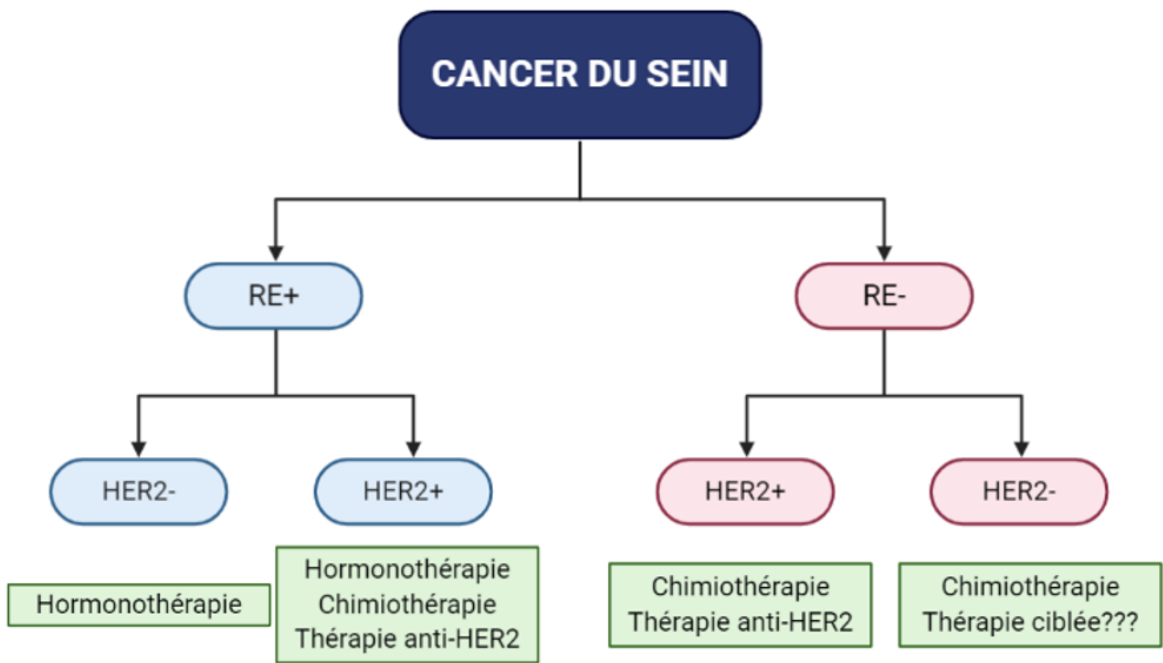 CANCER DU SEIN
RE+
RE-
HER2-
HER2+
HER2+
HER2-
Hormonothérapie
Hormonothérapie
Chimiothérapie
Thérapie anti-HER2
Chimiothérapie
Thérapie anti-HER2
Chimiothérapie
Thérapie ciblée???